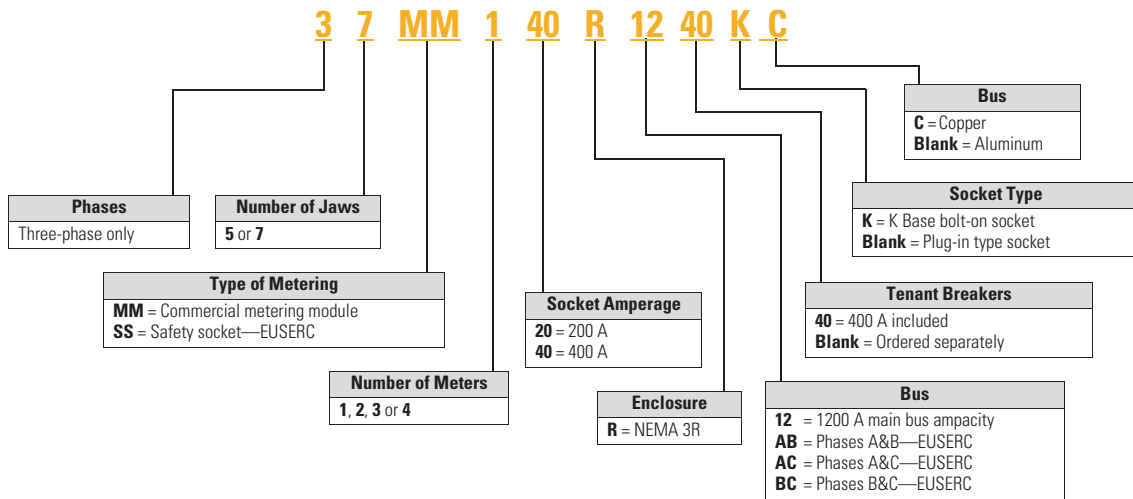 3 7 MM 1 40 R 12 40 K C
Bus
C = Copper
Blank = Aluminum
Socket Type
K = K Base bolt-on socket
Blank = Plug-in type socket
Phases
Three-phase only
Number of Jaws
5 or 7
Type of Metering
MM = Commercial metering module
SS = Safety socket—EUSERC
Socket Amperage
20 = 200 A
40 = 400 A
Tenant Breakers
40 = 400 A included
Blank = Ordered separately
Number of Meters
1, 2, 3 or 4
Enclosure
R = NEMA 3R
Bus
12 = 1200 A main bus ampacity
AB = Phases A&B—EUSERC
AC = Phases A&C—EUSERC
BC = Phases B&C—EUSERC